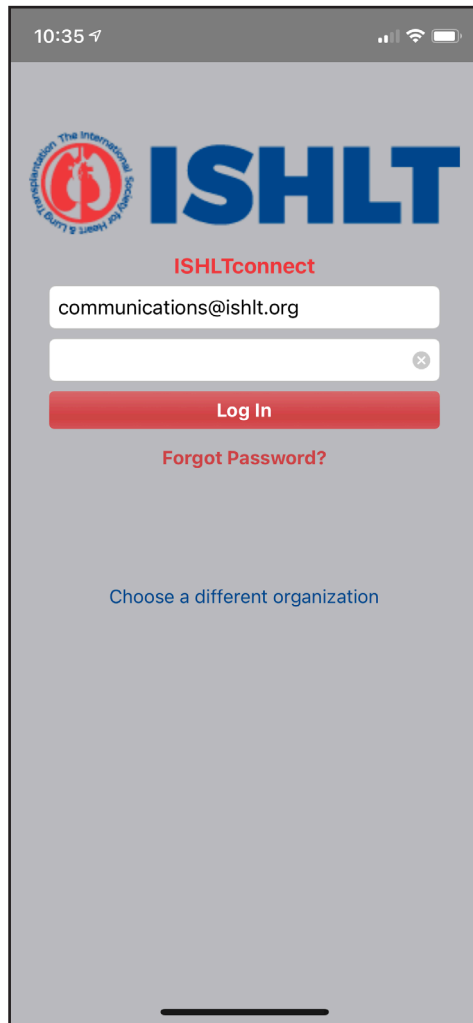 10:35
The International Society for Heart & Lung Transplantation
ISHLT
ISHLTconnect
communications@ishlt.org
Log In
Forgot Password?
Choose a different organization